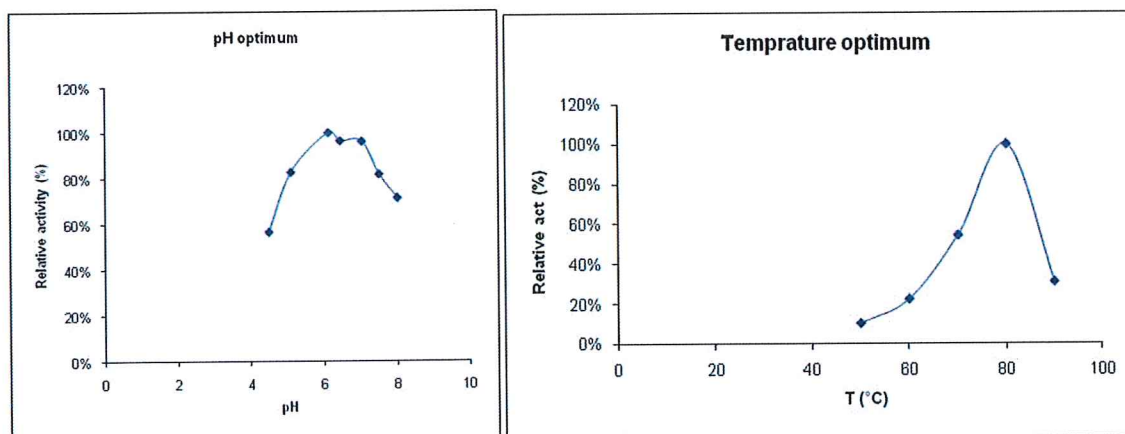 pH optimum
120%
100%
80%
60%
40%
20%
0%
Relative activity (%)
0 2 4 6 8 10
pH
Temprature optimum
120%
100%
80%
60%
40%
20%
0%
Relative act (%)
0 20 40 60 80 100
T (°C)